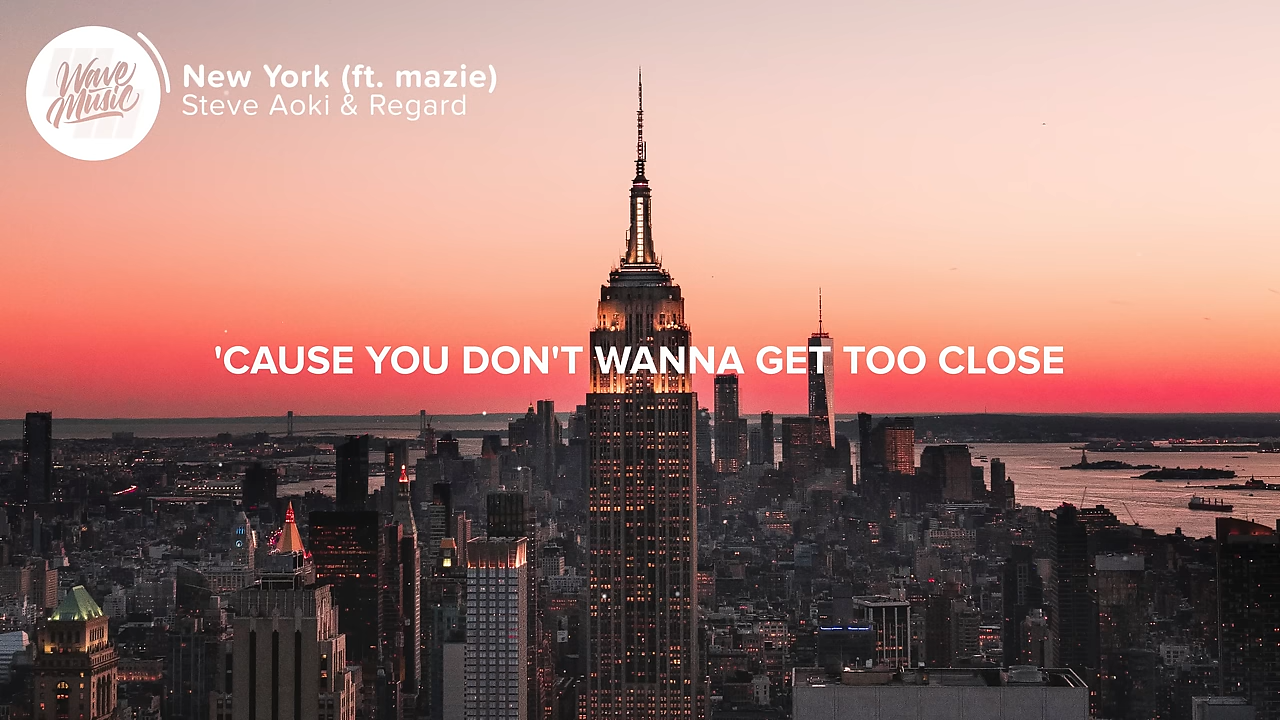 Wave
Music
New York (ft. mazie)
Steve Aoki & Regard
'CAUSE YOU DON'T WANNA GET TOO CLOSE